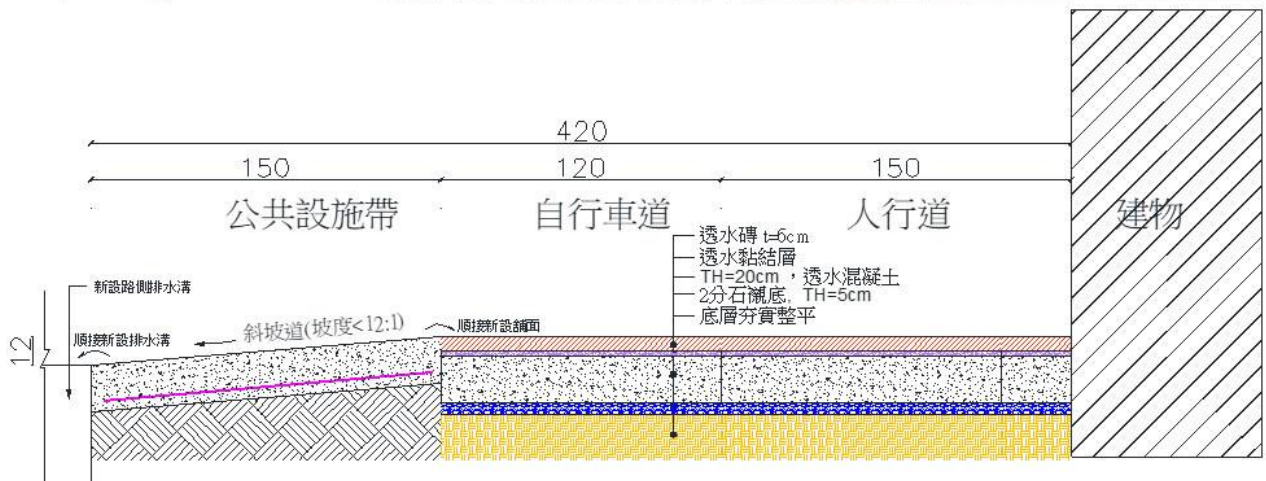 420
150
120
150
公共設施帶
自行車道
人行道
建物
透水磚 t=6cm
透水黏結層
TH=20cm，透水混凝土
2分石襯底, TH=5cm
底層夯實整平
新設路側排水溝
順接新設排水溝
斜坡道(坡度<12:1)
順接新設舖面
12